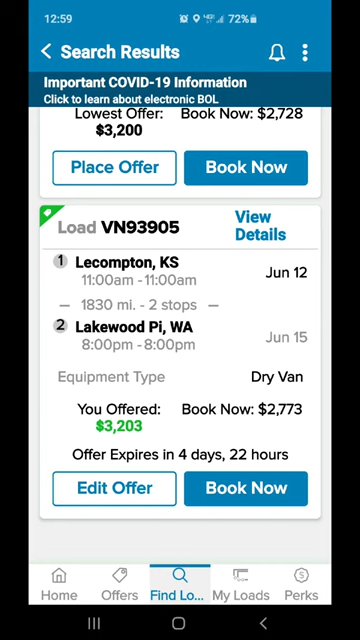 12:59
72%
Search Results
Important COVID-19 Information
Click to learn about electronic BOL
Lowest Offer: Book Now: $2,728
$3,200
Place Offer Book Now
Load VN93905 View Details
1 Lecompton, KS
11:00am - 11:00am Jun 12
— 1830 mi. - 2 stops —
2 Lakewood Pi, WA
8:00pm - 8:00pm Jun 15
Equipment Type Dry Van
You Offered: Book Now: $2,773
$3,203
Offer Expires in 4 days, 22 hours
Edit Offer Book Now
Home Offers Find Lo... My Loads Perks